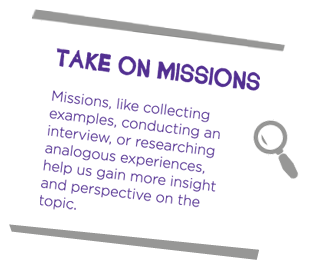 TAKE ON MISSIONS
Missions, like collecting
examples, conducting an
interview, or researching
analogous experiences,
help us gain more insight
and perspective on the
topic.